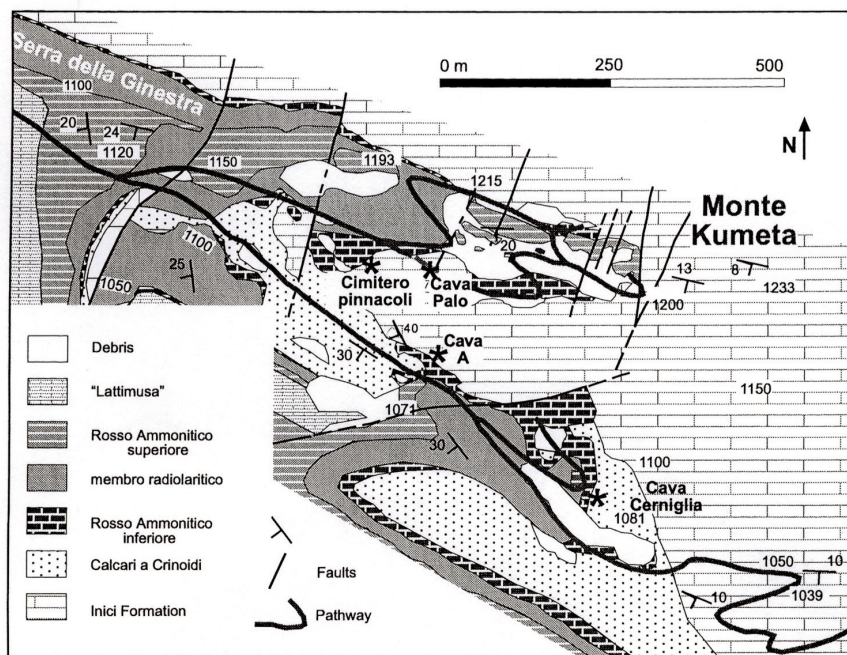 Serra della Ginestra
0 m 250 500
N
1100
20
24
1120
1150
1193
1215
Monte
Kumeta
1100
1050
25
20
Cimitero
pinnacoli
Cava
Palo
13
8
1233
1200
40
Cava
A
30
1150
1071
30
1100
Cava
Cerniglia
1081
1050
10
1039
10
Debris
"Lattimusa"
Rosso Ammonitico
superiore
membro radiolaritico
Rosso Ammonitico
inferiore
Calcari a Crinoidi
Inici Formation
Faults
Pathway